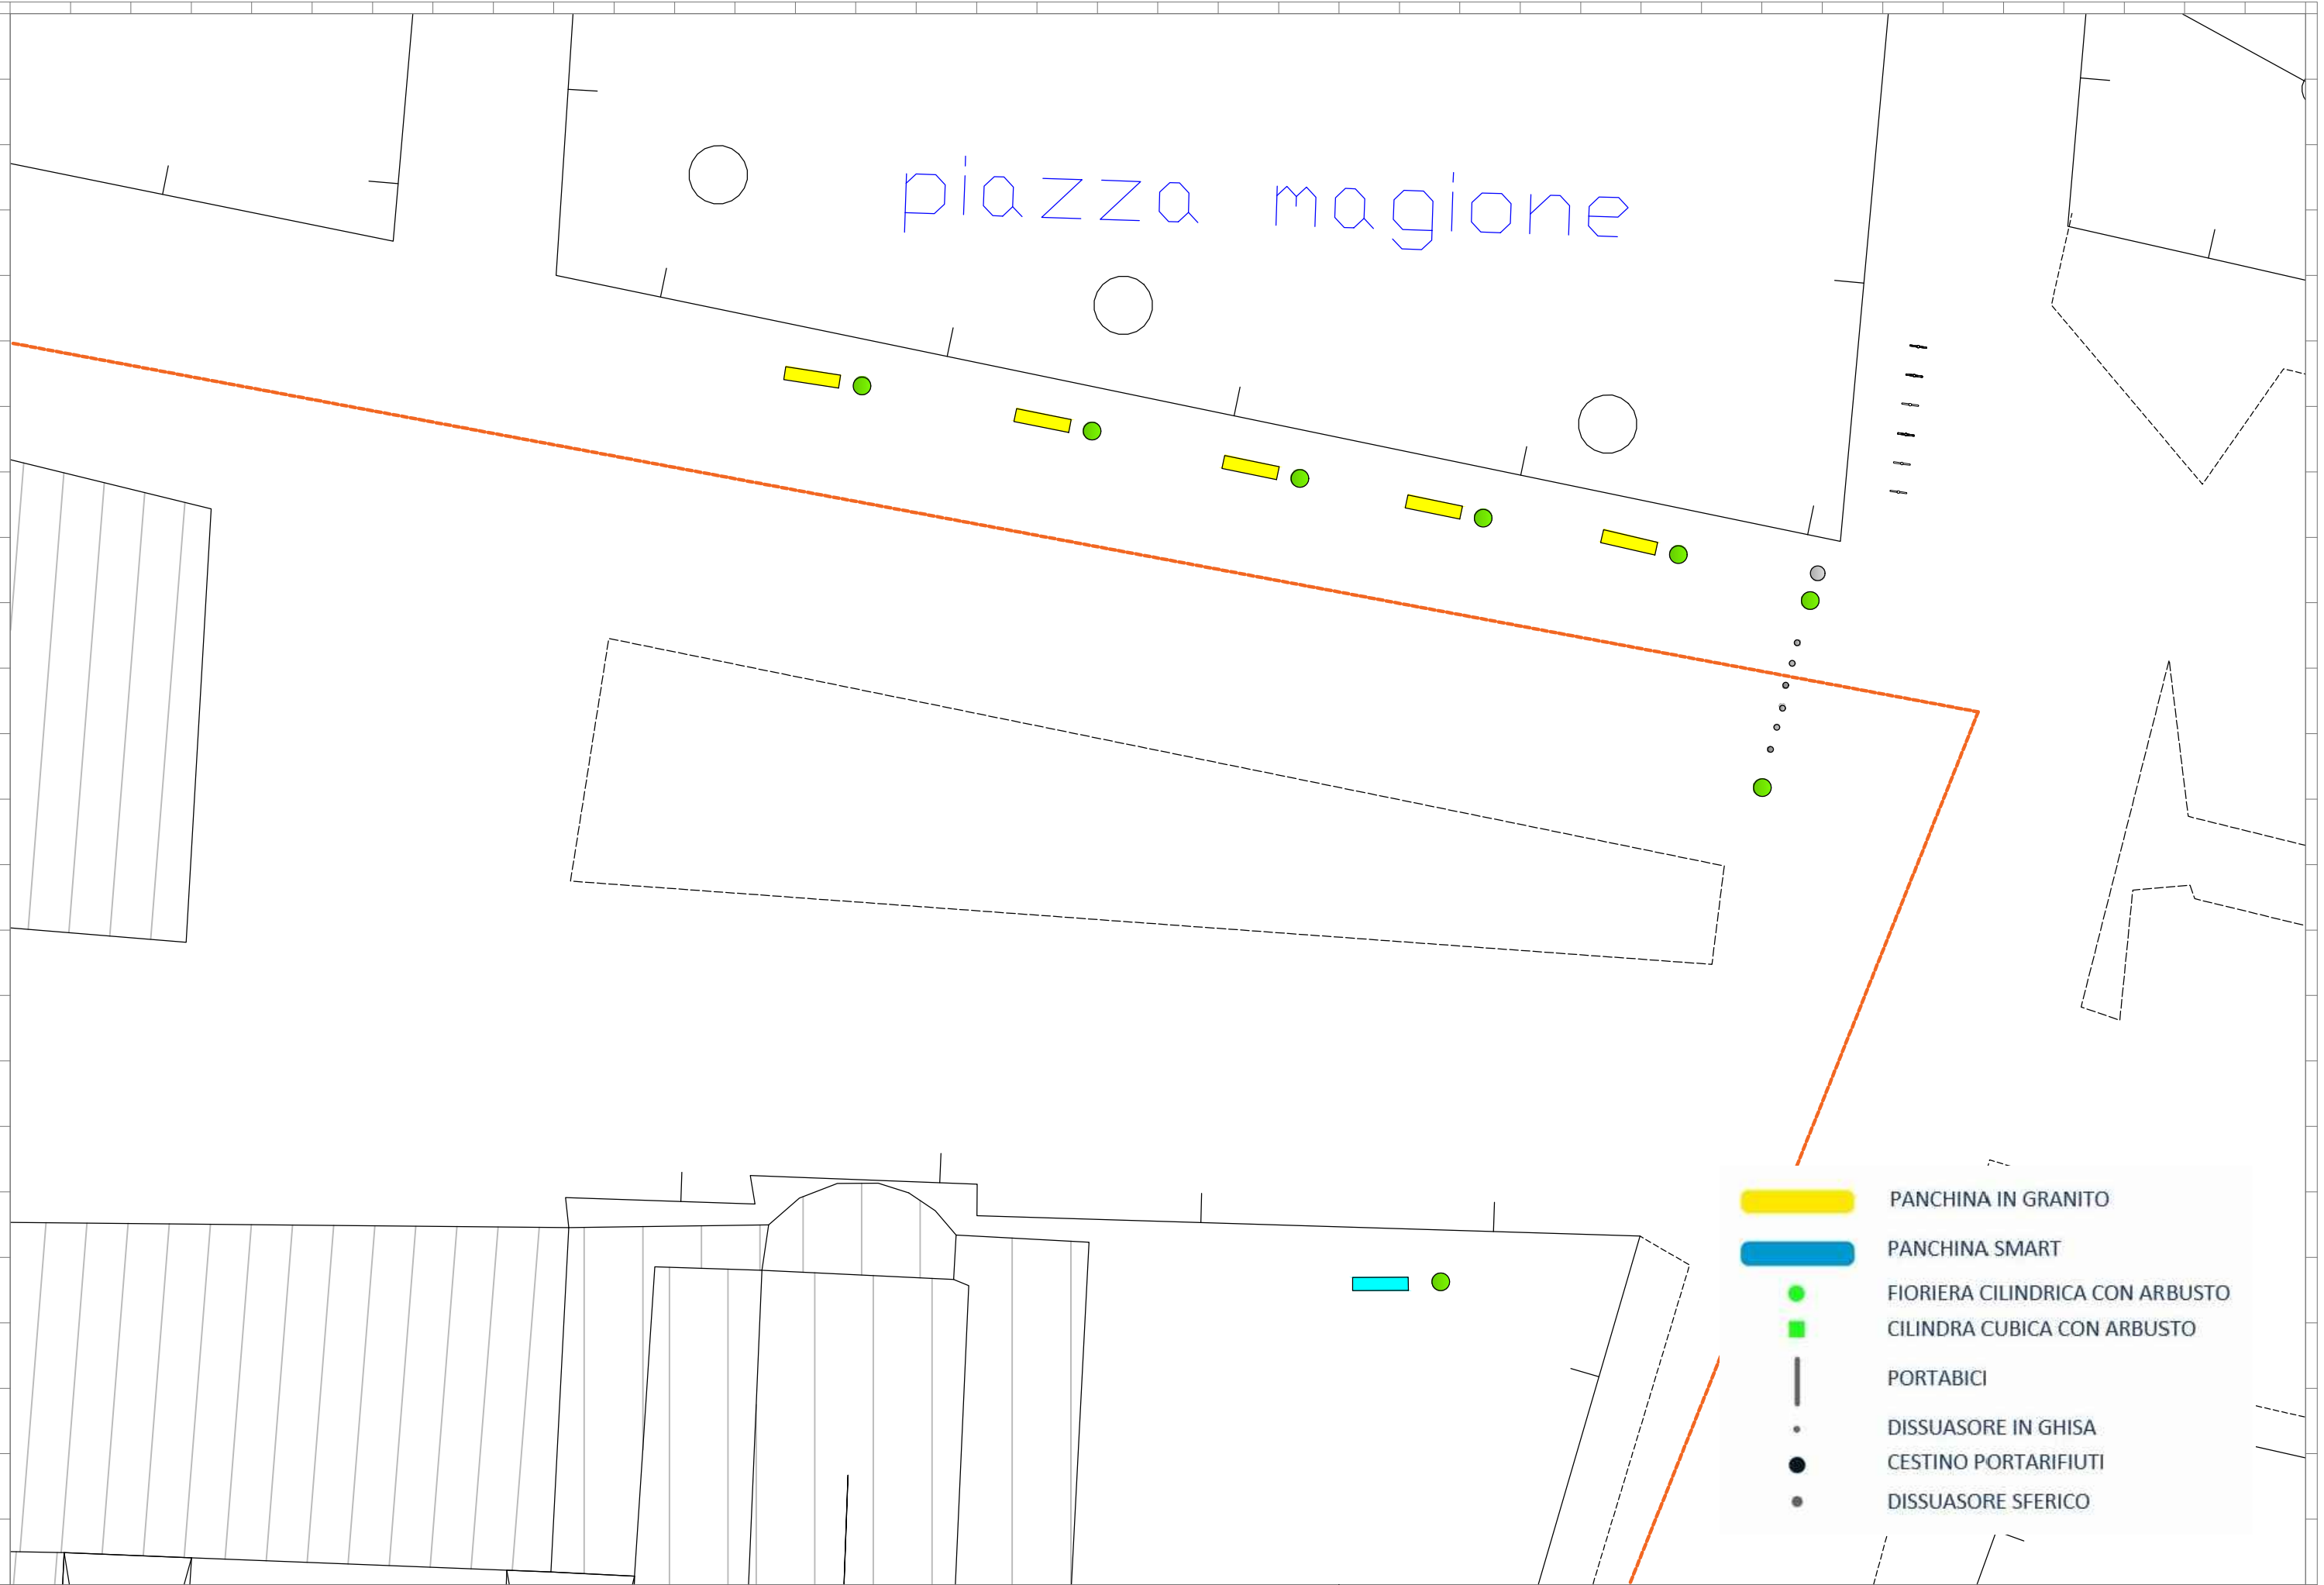 piazza magione
PANCHINA IN GRANITO
PANCHINA SMART
FIORIERA CILINDRICA CON ARBUSTO
CILINDRA CUBICA CON ARBUSTO
PORTABICI
DISSUASORE IN GHISA
CESTINO PORTARIFIUTI
DISSUASORE SFERICO